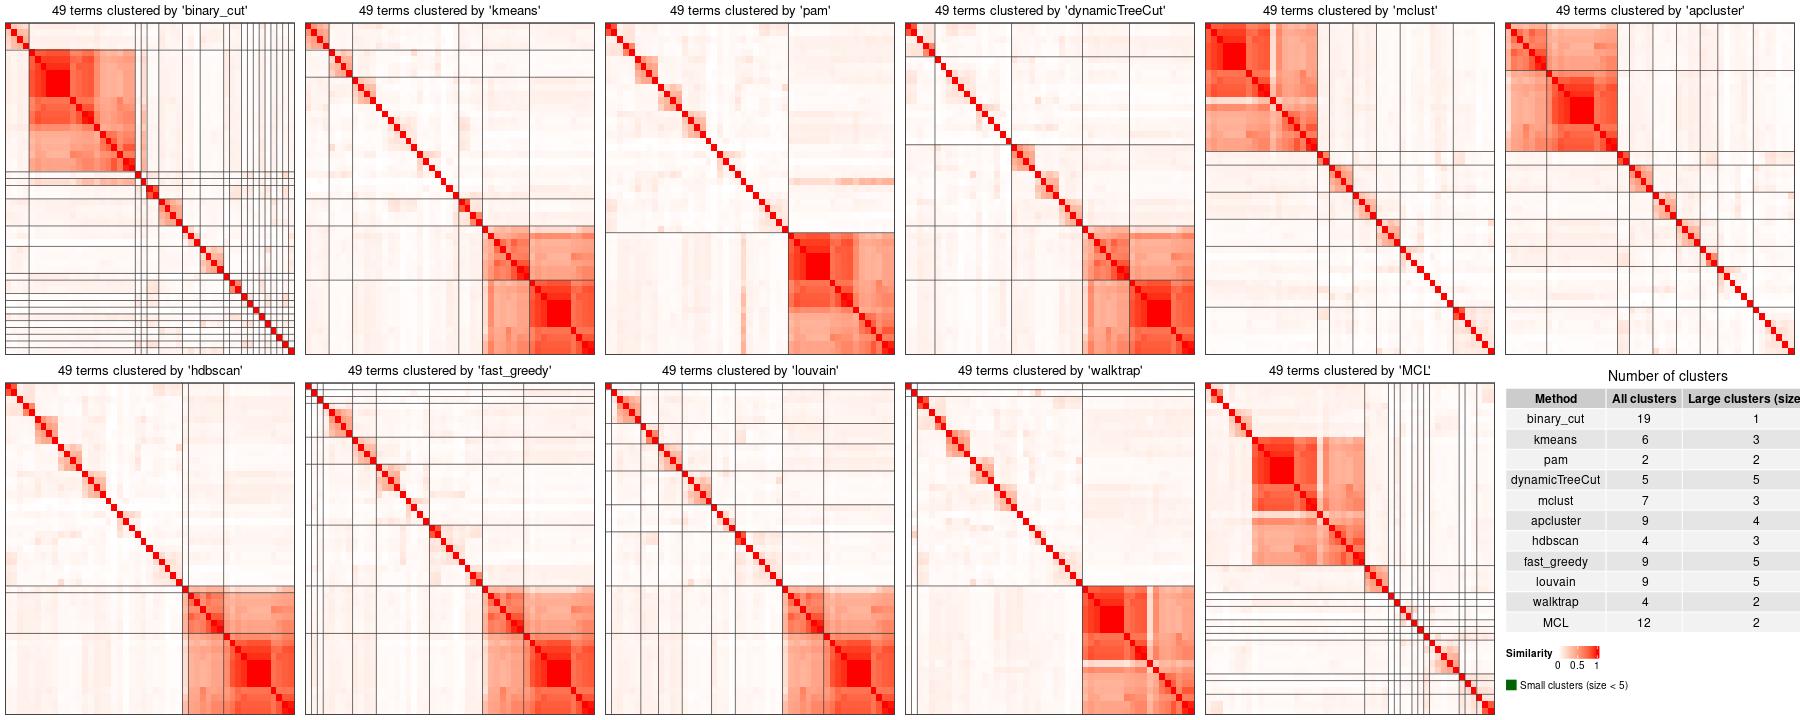 49 terms clustered by 'binary_cut'
49 terms clustered by 'kmeans'
49 terms clustered by 'pam'
49 terms clustered by 'dynamicTreeCut'
49 terms clustered by 'mclust'
49 terms clustered by 'apcluster'
49 terms clustered by 'hdbscan'
49 terms clustered by 'fast_greedy'
49 terms clustered by 'louvain'
49 terms clustered by 'walktrap'
49 terms clustered by 'MCL'
Number of clusters
Method All clusters Large clusters (size
binary_cut 19 1
kmeans 6 3
pam 2 2
dynamicTreeCut 5 5
mclust 7 3
apcluster 9 4
hdbscan 4 3
fast_greedy 9 5
louvain 9 5
walktrap 4 2
MCL 12 2
Similarity
0 0.5 1
Small clusters (size < 5)